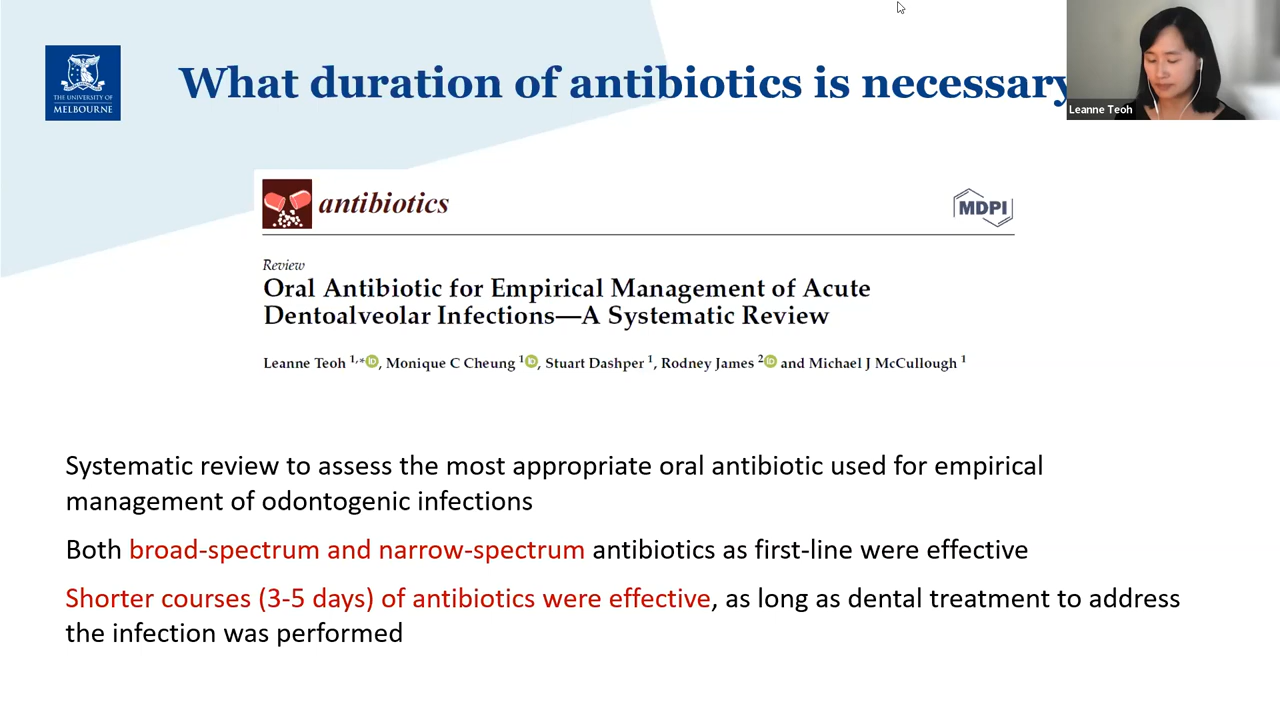 THE UNIVERSITY OF
MELBOURNE
What duration of antibiotics is necessary
Leanne Teoh
antibiotics
MDPI
Review
Oral Antibiotic for Empirical Management of Acute
Dentoalveolar Infections—A Systematic Review
Leanne Teoh 1,* iD, Monique C Cheung 1 iD, Stuart Dashper 1, Rodney James 2 iD and Michael J McCullough 1
Systematic review to assess the most appropriate oral antibiotic used for empirical
management of odontogenic infections
Both broad-spectrum and narrow-spectrum antibiotics as first-line were effective
Shorter courses (3-5 days) of antibiotics were effective, as long as dental treatment to address
the infection was performed